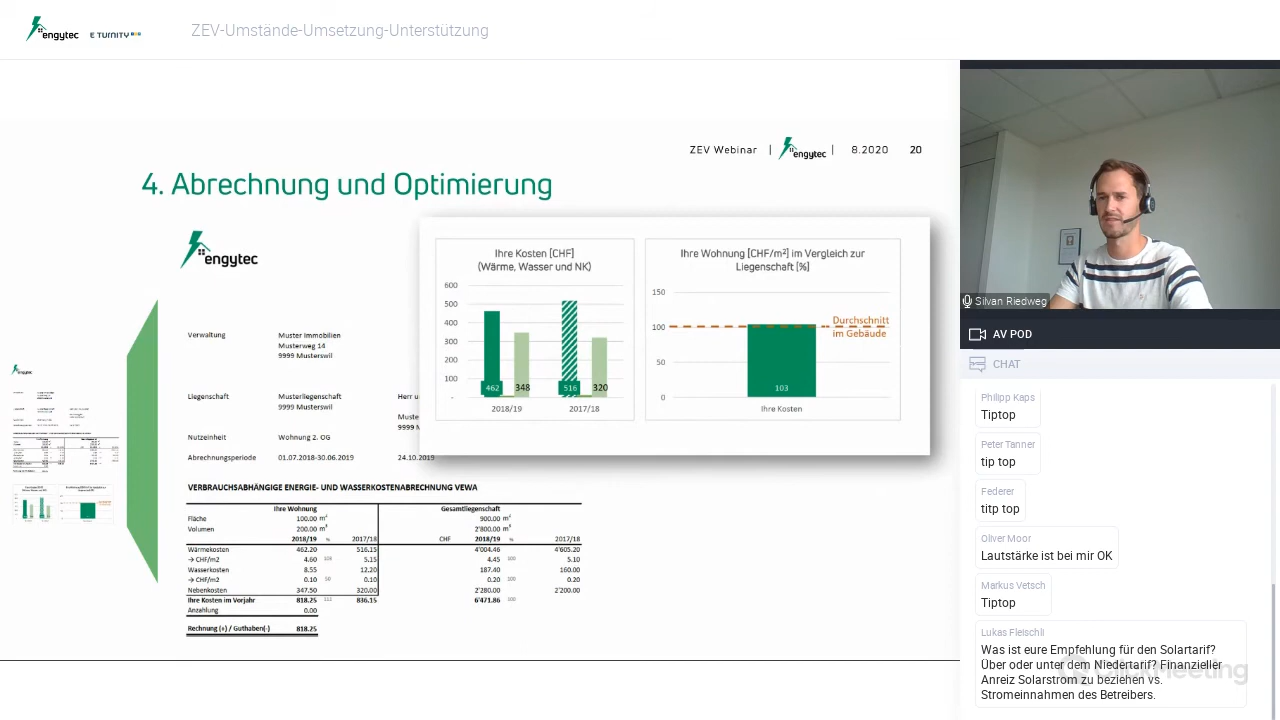 engytec
E TURNITY
ZEV-Umstände-Umsetzung-Unterstützung
ZEV Webinar | engytec | 8.2020 20
4. Abrechnung und Optimierung
engytec
Verwaltung Muster Immobilien
Musterweg 14
9999 Musterswil
Liegenschaft Musterliegenschaft Herr u
9999 Musterswil
Muste
9999 M
Nutzeinheit Wohnung 2. OG
Abrechnungsperiode 01.07.2018-30.06.2019 24.10.2019
Ihre Kosten [CHF]
(Wärme, Wasser und NK)
600
500
400
300
200
100
-
462 348 516 320
2018/19 2017/18
Ihre Wohnung [CHF/m²] im Vergleich zur
Liegenschaft [%]
150
100
50
0
Durchschnitt
im Gebäude
103
Ihre Kosten
VERBRAUCHSABHÄNGIGE ENERGIE- UND WASSERKOSTENABRECHNUNG VEWA
Ihre Wohnung Gesamtliegenschaft
Fläche 100.00 m² 900.00 m²
Volumen 200.00 m³ 2'800.00 m³
2018/19 % 2017/18 CHF 2018/19 % 2017/18
Wärmekosten 462.20 516.15 4'004.46 4'605.20
→ CHF/m2 4.60 103 5.15 4.45 100 5.10
Wasserkosten 8.55 12.20 187.40 160.00
→ CHF/m2 0.10 50 0.10 0.20 100 0.20
Nebenkosten 347.50 320.00 2'280.00 2'200.00
Ihre Kosten im Vorjahr 818.25 836.15 6'471.86 100
Anzahlung 0.00
Rechnung (+) / Guthaben(-) 818.25
Silvan Riedweg
AV POD
CHAT
Philipp Kaps
Tiptop
Peter Tanner
tip top
Federer
titp top
Oliver Moor
Lautstärke ist bei mir OK
Markus Vetsch
Tiptop
Lukas Fleischli
Was ist eure Empfehlung für den Solartarif?
Über oder unter dem Niedertarif? Finanzieller
Anreiz Solarstrom zu beziehen vs.
Stromeinnahmen des Betreibers.
ClickMeeting